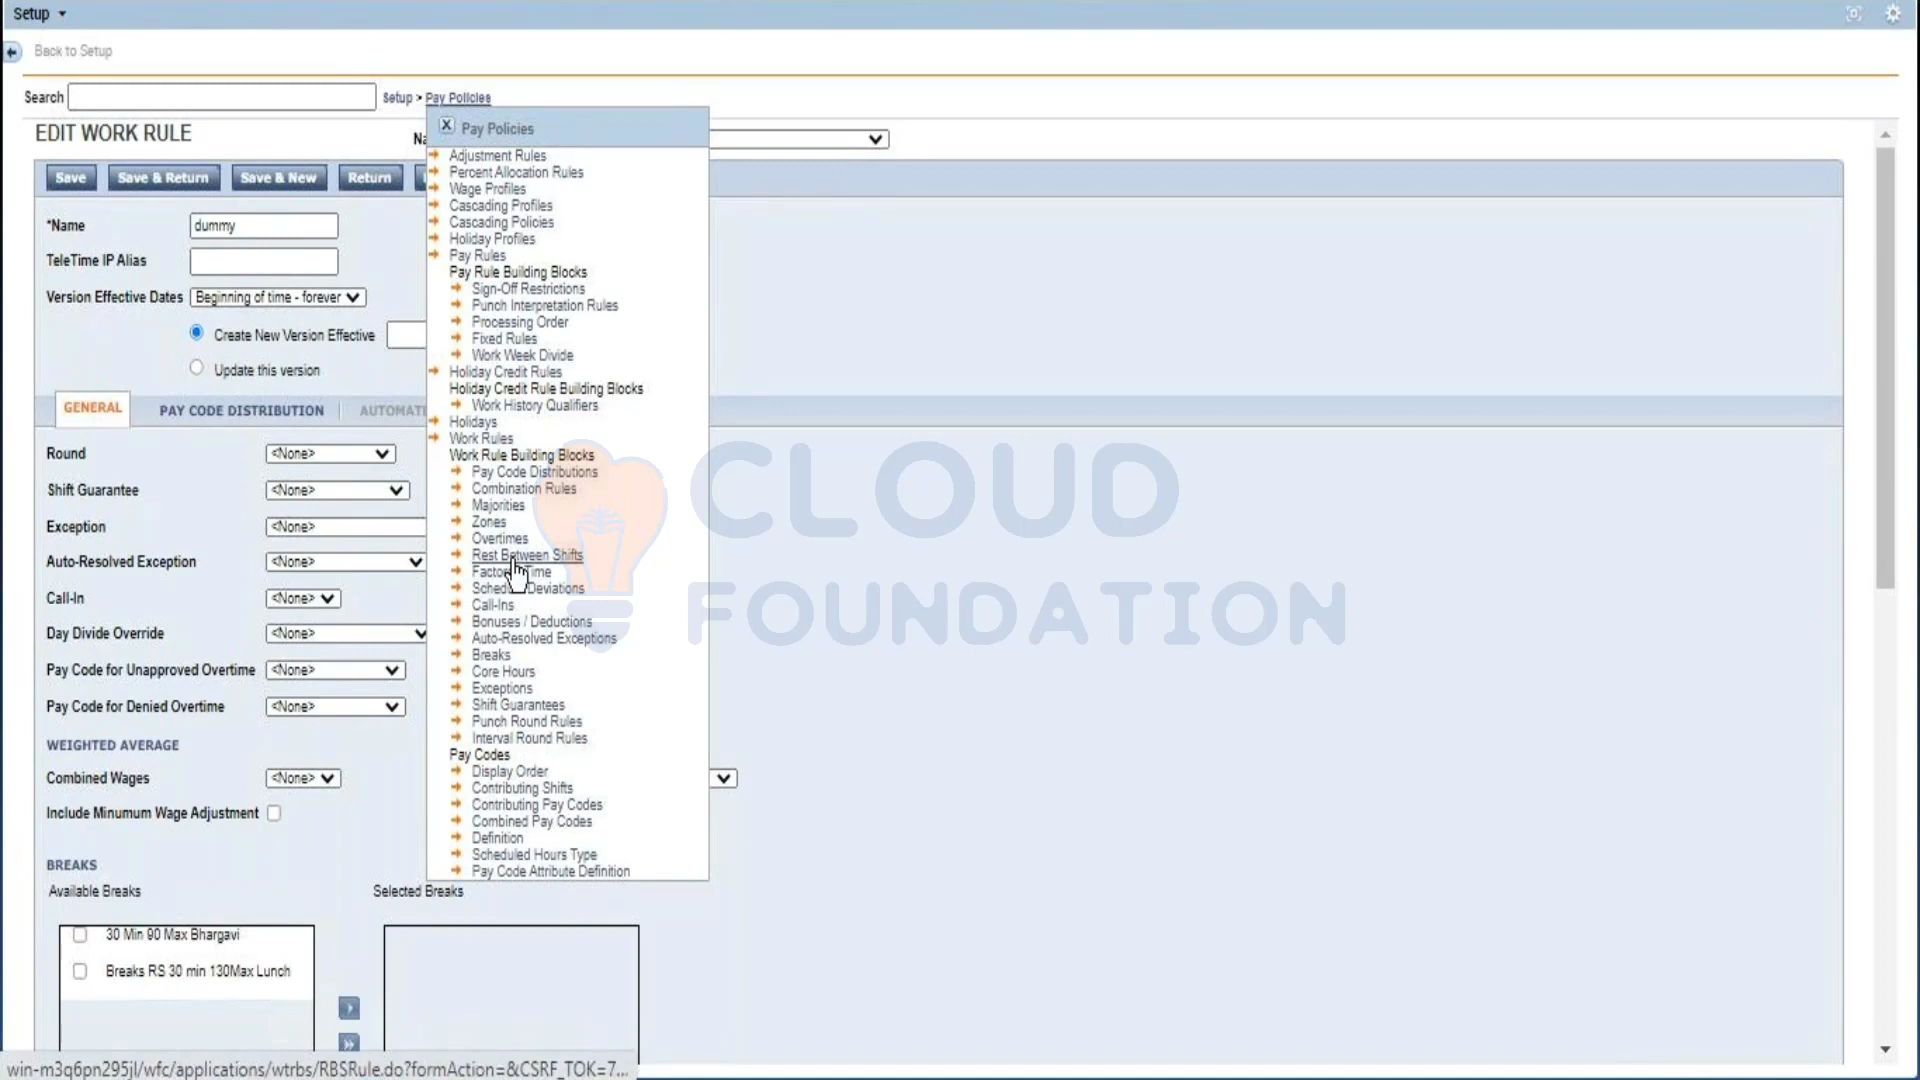 Setup
Back to Setup
Search
Setup > Pay Policies
EDIT WORK RULE
Na
X Pay Policies
Save
Save & Return
Save & New
Return
*Name
dummy
TeleTime IP Alias
Version Effective Dates
Beginning of time - forever
Create New Version Effective
Update this version
GENERAL
PAY CODE DISTRIBUTION
AUTOMATI
Adjustment Rules
Percent Allocation Rules
Wage Profiles
Cascading Profiles
Cascading Policies
Holiday Profiles
Pay Rules
Pay Rule Building Blocks
Sign-Off Restrictions
Punch Interpretation Rules
Processing Order
Fixed Rules
Work Week Divide
Holiday Credit Rules
Holiday Credit Rule Building Blocks
Work History Qualifiers
Holidays
Work Rules
Work Rule Building Blocks
Pay Code Distributions
Combination Rules
Majorities
Zones
Overtimes
Rest Between Shifts
Time
Deviations
Call-Ins
Bonuses / Deductions
Auto-Resolved Exceptions
Breaks
Core Hours
Exceptions
Shift Guarantees
Punch Round Rules
Interval Round Rules
Pay Codes
Display Order
Contributing Shifts
Contributing Pay Codes
Combined Pay Codes
Definition
Scheduled Hours Type
Pay Code Attribute Definition
Round <None>
Shift Guarantee <None>
Exception <None>
Auto-Resolved Exception <None>
Call-In <None>
Day Divide Override <None>
Pay Code for Unapproved Overtime <None>
Pay Code for Denied Overtime <None>
WEIGHTED AVERAGE
Combined Wages <None>
Include Minumum Wage Adjustment
BREAKS
Available Breaks
Selected Breaks
30 Min 90 Max Bhargavi
Breaks RS 30 min 130Max Lunch
CLOUD
FOUNDATION
win-m3q6pn295jl/wfc/applications/wtrbs/RBSRule.do?formAction=&CSRF_TOK=7...